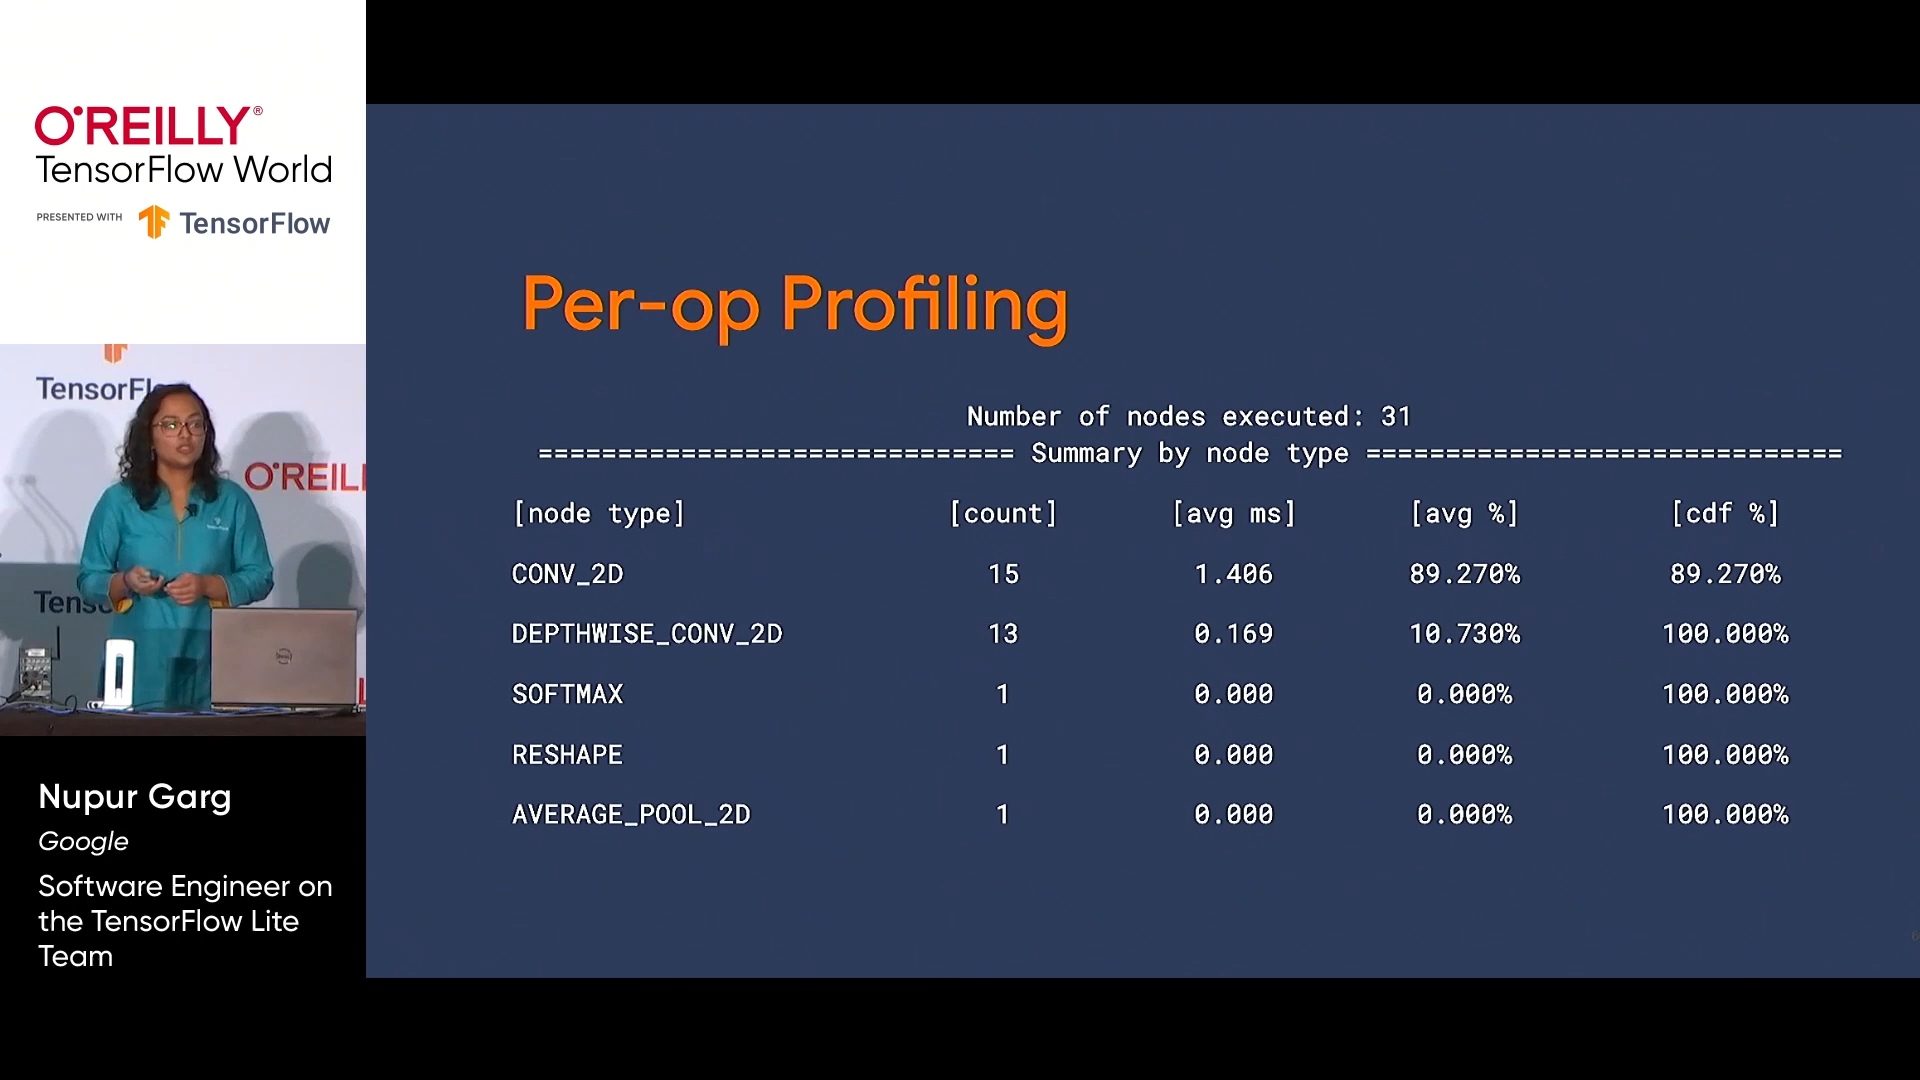 O'REILLY®
TensorFlow World
PRESENTED WITH TensorFlow
TensorFl
O'REIL
Tens
Nupur Garg
Google
Software Engineer on
the TensorFlow Lite
Team
Per-op Profiling
Number of nodes executed: 31
============================== Summary by node type ==============================
[node type] [count] [avg ms] [avg %] [cdf %]
CONV_2D 15 1.406 89.270% 89.270%
DEPTHWISE_CONV_2D 13 0.169 10.730% 100.000%
SOFTMAX 1 0.000 0.000% 100.000%
RESHAPE 1 0.000 0.000% 100.000%
AVERAGE_POOL_2D 1 0.000 0.000% 100.000%